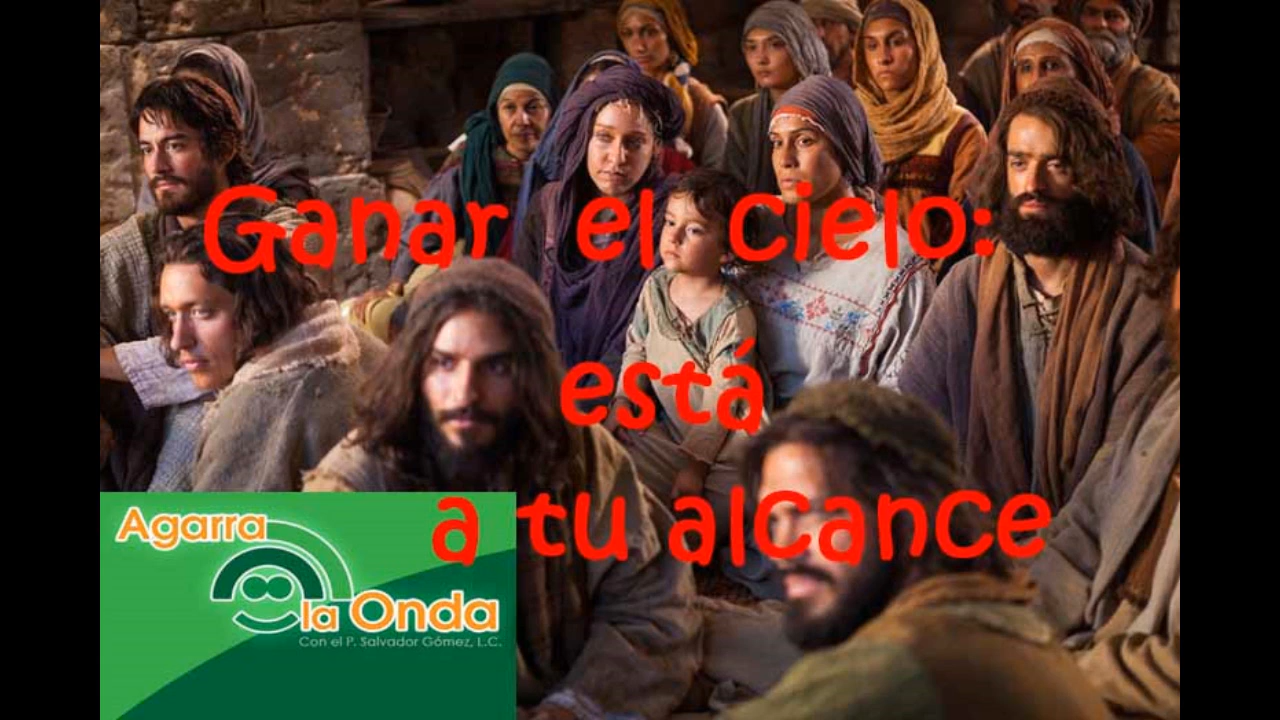 Ganar el cielo:
está
a tu alcance
Agarra
la Onda
Con el P. Salvador Gómez, L.C.